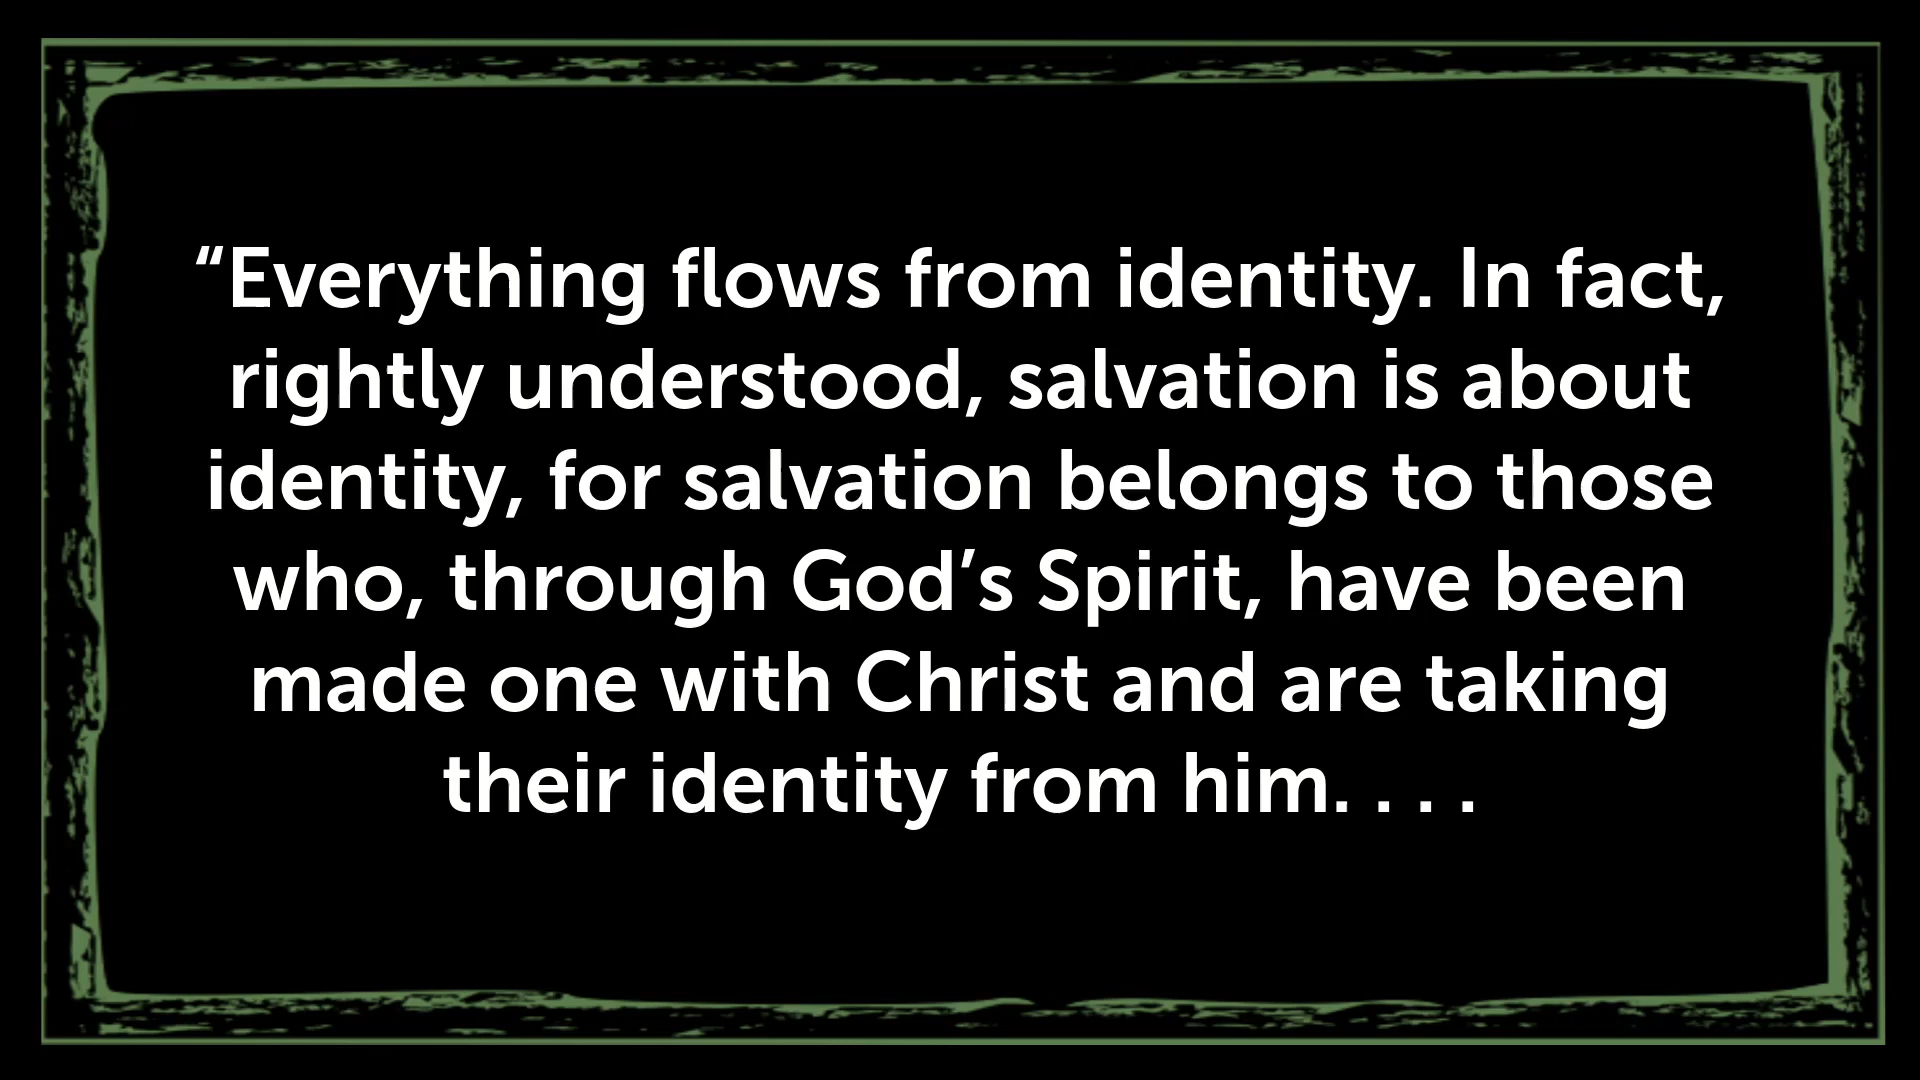 “Everything flows from identity. In fact,
rightly understood, salvation is about
identity, for salvation belongs to those
who, through God’s Spirit, have been
made one with Christ and are taking
their identity from him. . . .